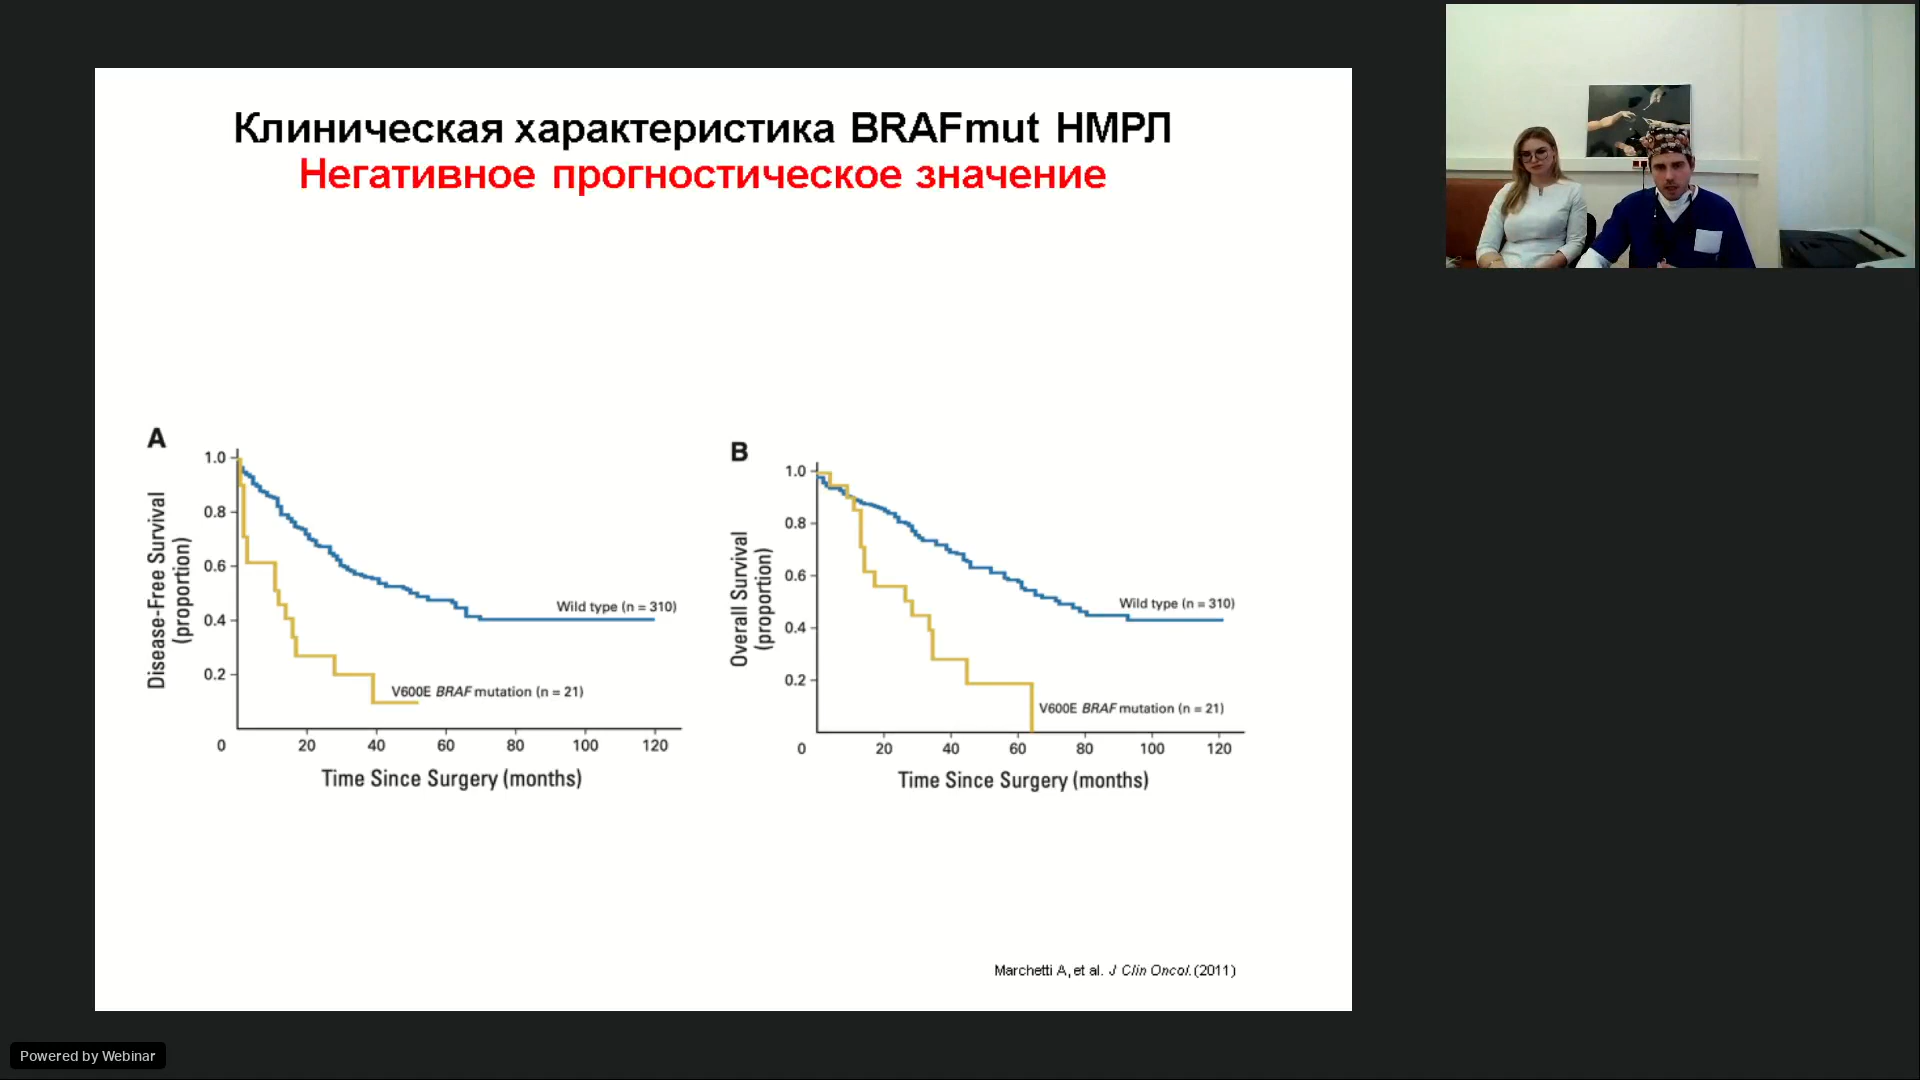 Клиническая характеристика BRAFmut НМРЛ
Негативное прогностическое значение
A
Disease-Free Survival
(proportion)
1.0
0.8
0.6
0.4
0.2
0
20
40
60
80
100
120
Wild type (n = 310)
V600E BRAF mutation (n = 21)
Time Since Surgery (months)
B
Overall Survival
(proportion)
1.0
0.8
0.6
0.4
0.2
0
20
40
60
80
100
120
Wild type (n = 310)
V600E BRAF mutation (n = 21)
Time Since Surgery (months)
Marchetti A, et al. J Clin Oncol. (2011)
Powered by Webinar